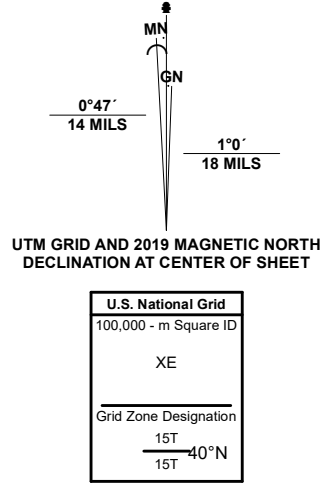 MN
GN
0°47´
14 MILS
1°0´
18 MILS
UTM GRID AND 2019 MAGNETIC NORTH
DECLINATION AT CENTER OF SHEET
U.S. National Grid
100,000 - m Square ID
XE
Grid Zone Designation
15T
40°N
15T